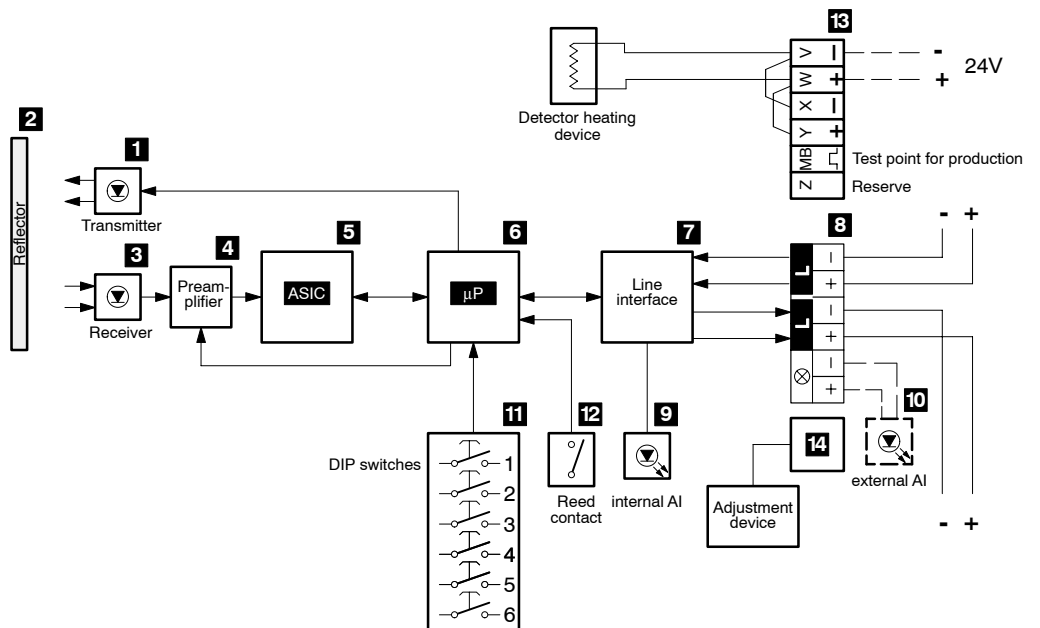 13
V − -
W + + 24V
X −
Y +
MB Test point for production
Z Reserve
Detector heating
device
2
Reflector
1
Transmitter
3
Receiver
4
Pream-
plifier
5
ASIC
6
µP
7
Line
interface
8
- +
L −
+
L −
+
−
+
9
internal AI
10
external AI
- +
11
DIP switches
1
2
3
4
5
6
12
Reed
contact
14
Adjustment
device